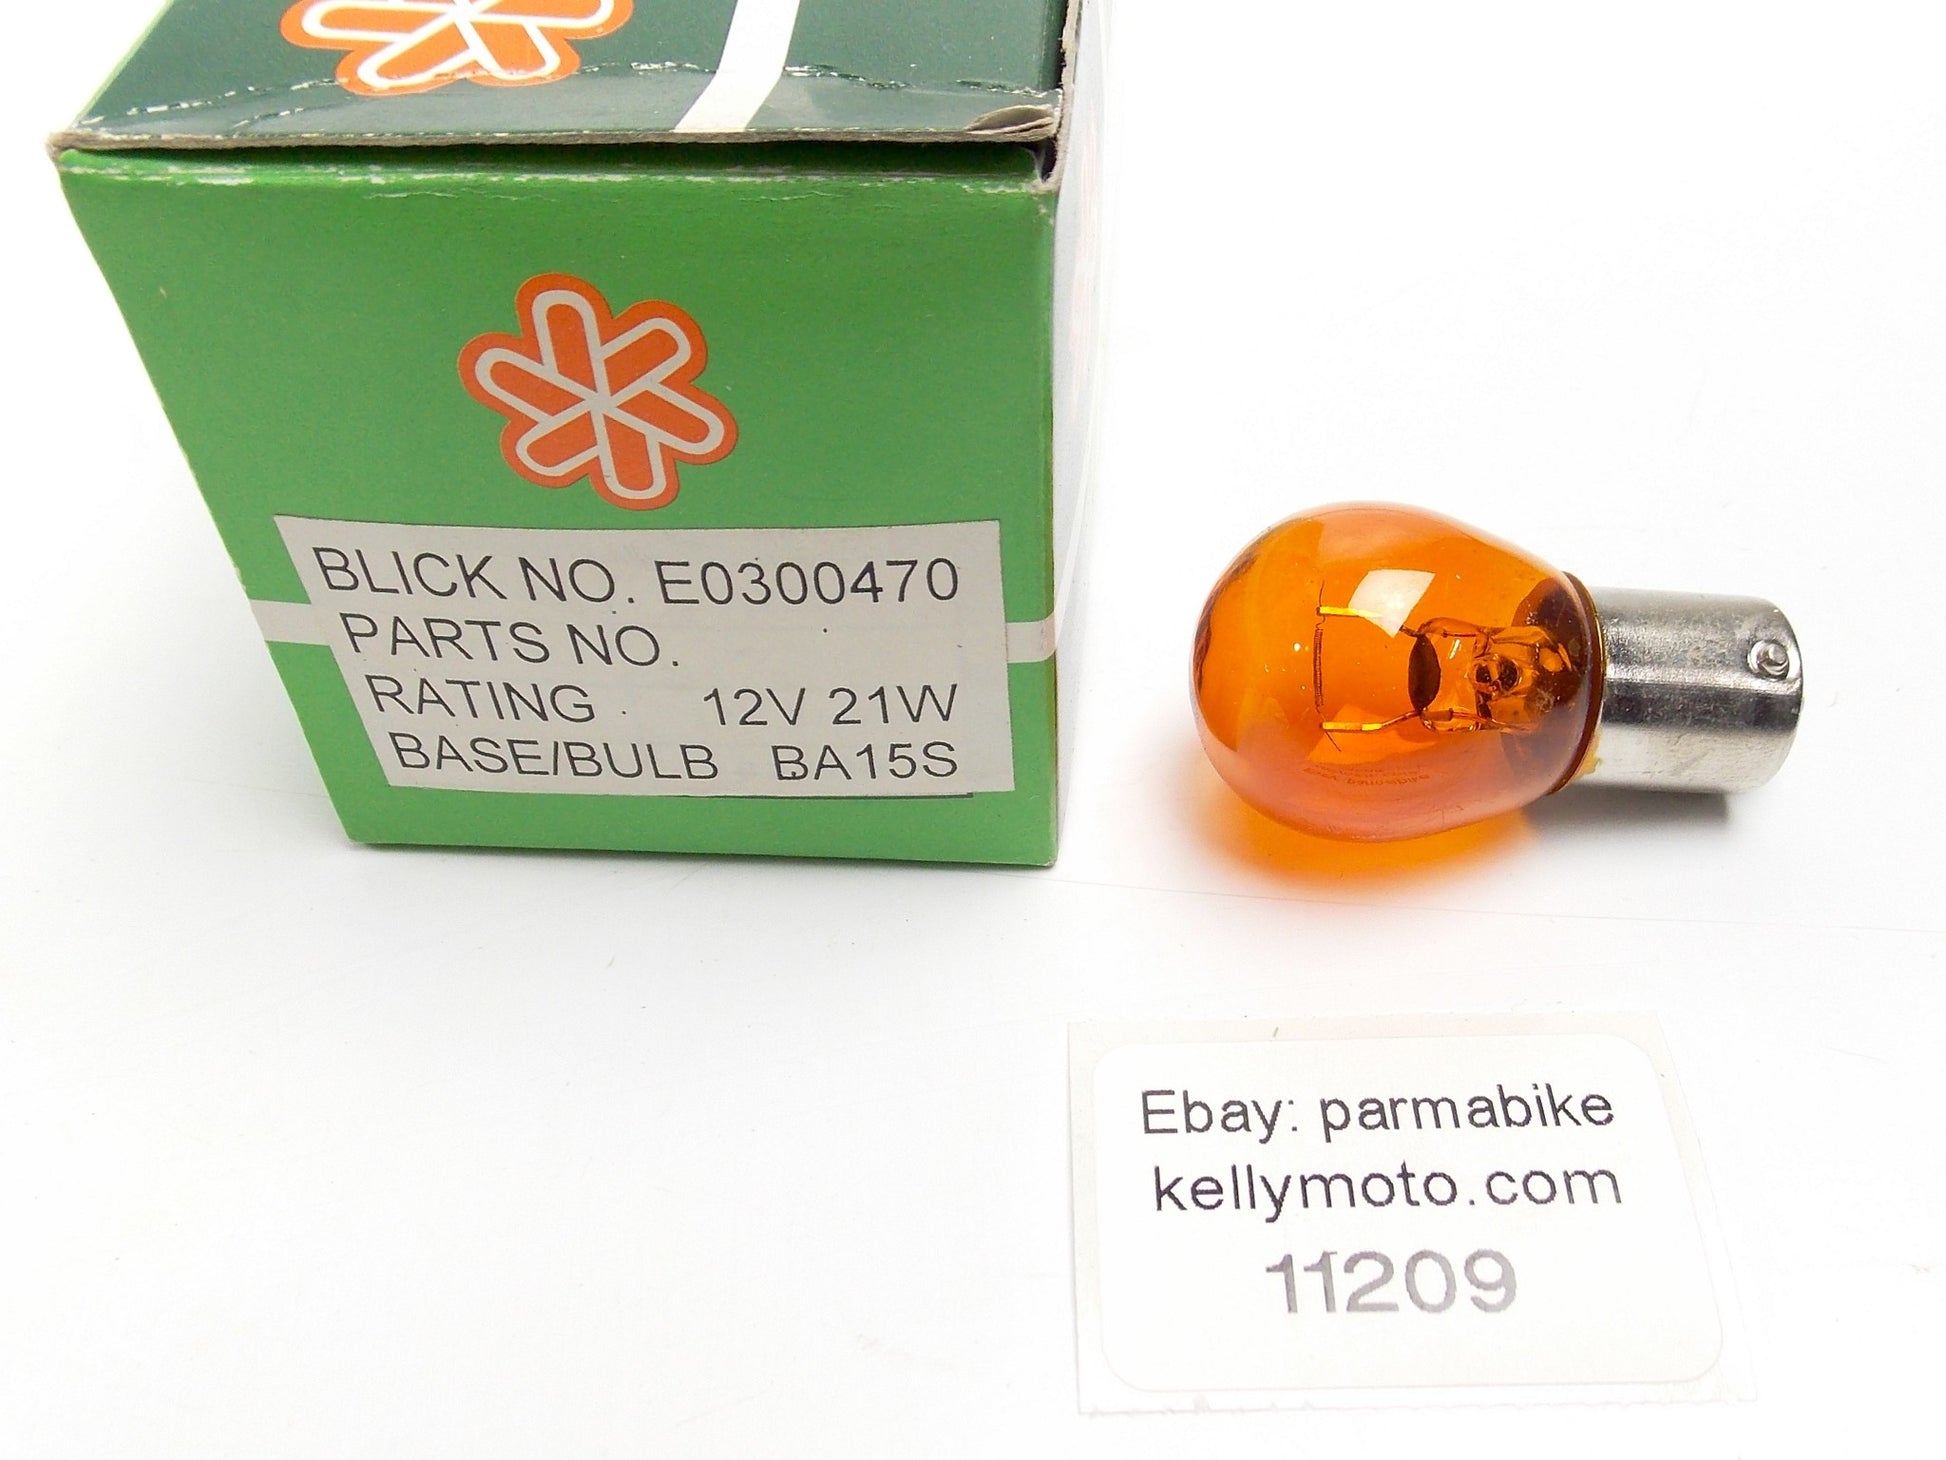 BLICK NO. E0300470
PARTS NO.
RATING 12V 21W
BASE/BULB BA15S
Ebay: parmabike
kellymoto.com
11209